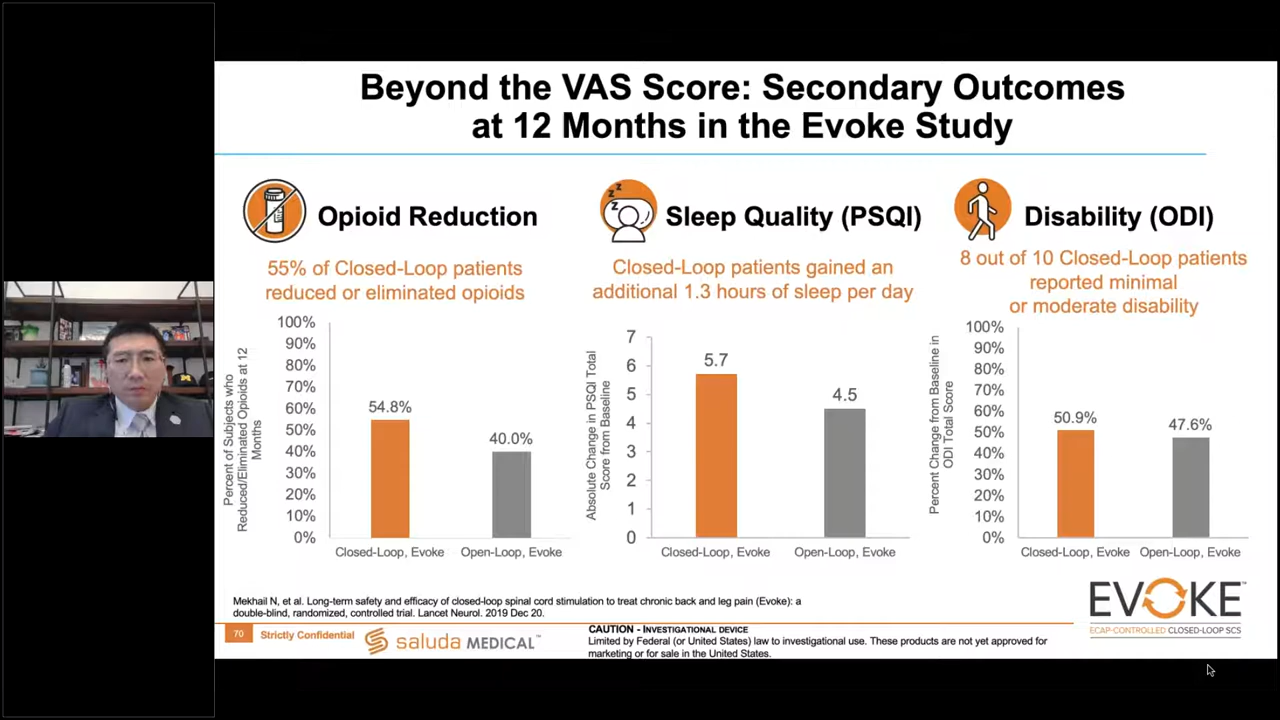 Beyond the VAS Score: Secondary Outcomes
at 12 Months in the Evoke Study
Opioid Reduction
55% of Closed-Loop patients
reduced or eliminated opioids
Percent of Subjects who
Reduced/Eliminated Opioids at 12
Months
100%
90%
80%
70%
60%
50%
40%
30%
20%
10%
0%
54.8%
40.0%
Closed-Loop, Evoke
Open-Loop, Evoke
z z z
Sleep Quality (PSQI)
Closed-Loop patients gained an
additional 1.3 hours of sleep per day
Absolute Change in PSQI Total
Score from Baseline
7
6
5
4
3
2
1
0
5.7
4.5
Closed-Loop, Evoke
Open-Loop, Evoke
Disability (ODI)
8 out of 10 Closed-Loop patients
reported minimal
or moderate disability
Percent Change from Baseline in
ODI Total Score
100%
90%
80%
70%
60%
50%
40%
30%
20%
10%
0%
50.9%
47.6%
Closed-Loop, Evoke
Open-Loop, Evoke
Mekhail N, et al. Long-term safety and efficacy of closed-loop spinal cord stimulation to treat chronic back and leg pain (Evoke): a
double-blind, randomized, controlled trial. Lancet Neurol. 2019 Dec 20.
EVOKE™
ECAP-CONTROLLED CLOSED-LOOP SCS
70
Strictly Confidential
saluda MEDICAL™
CAUTION - INVESTIGATIONAL DEVICE
Limited by Federal (or United States) law to investigational use. These products are not yet approved for
marketing or for sale in the United States.